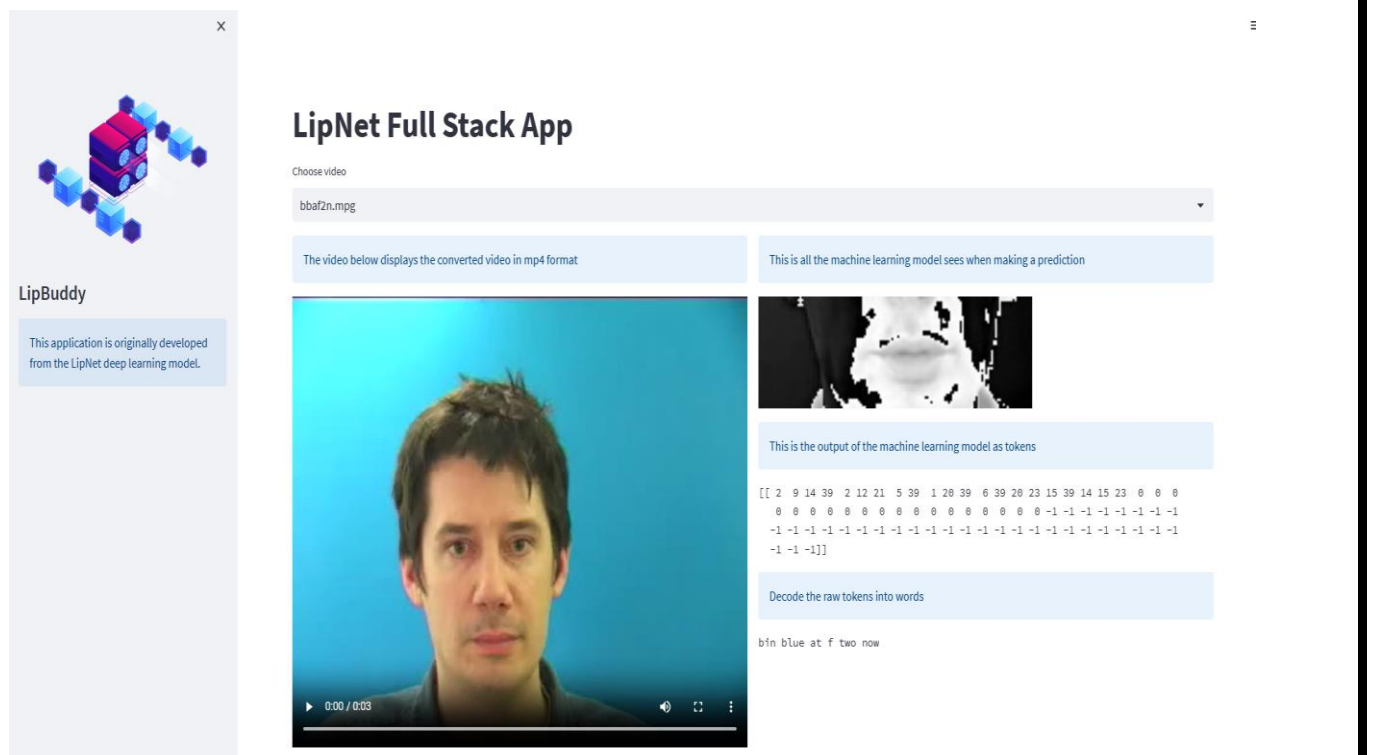 X
LipBuddy
This application is originally developed
from the LipNet deep learning model.
LipNet Full Stack App
Choose video
bbaf2n.mpg
The video below displays the converted video in mp4 format
0:00 / 0:03
This is all the machine learning model sees when making a prediction
This is the output of the machine learning model as tokens
[[ 2 9 14 39 2 12 21 5 39 1 20 39 6 39 20 23 15 39 14 15 23 0 0 0
0 0 0 0 0 0 0 0 0 0 0 0 0 0 0 0 -1 -1 -1 -1 -1 -1 -1 -1
-1 -1 -1 -1 -1 -1 -1 -1 -1 -1 -1 -1 -1 -1 -1 -1 -1 -1 -1 -1 -1 -1 -1 -1
-1 -1 -1]]
Decode the raw tokens into words
bin blue at f two now